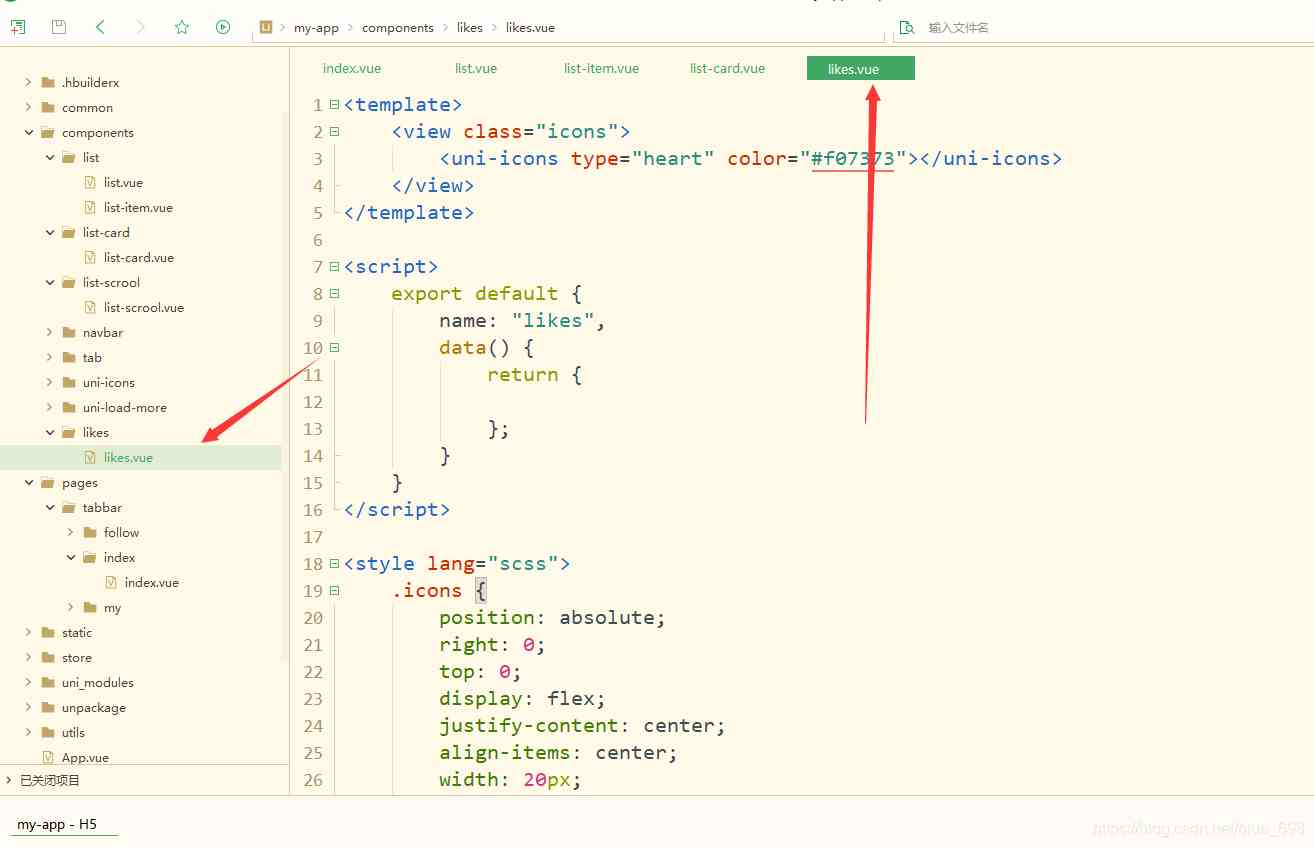 my-app > components > likes > likes.vue
输入文件名
.hbuilderx
common
components
list
list.vue
list-item.vue
list-card
list-card.vue
list-scrool
list-scrool.vue
navbar
tab
uni-icons
uni-load-more
likes
likes.vue
pages
tabbar
follow
index
index.vue
my
static
store
uni_modules
unpackage
utils
App.vue
已关闭项目
index.vue list.vue list-item.vue list-card.vue likes.vue
1 <template>
2 <view class="icons">
3 <uni-icons type="heart" color="#f07373"></uni-icons>
4 </view>
5 </template>
6
7 <script>
8 export default {
9 name: "likes",
10 data() {
11 return {
12
13 };
14 }
15 }
16 </script>
17
18 <style lang="scss">
19 .icons {
20 position: absolute;
21 right: 0;
22 top: 0;
23 display: flex;
24 justify-content: center;
25 align-items: center;
26 width: 20px;
my-app - H5